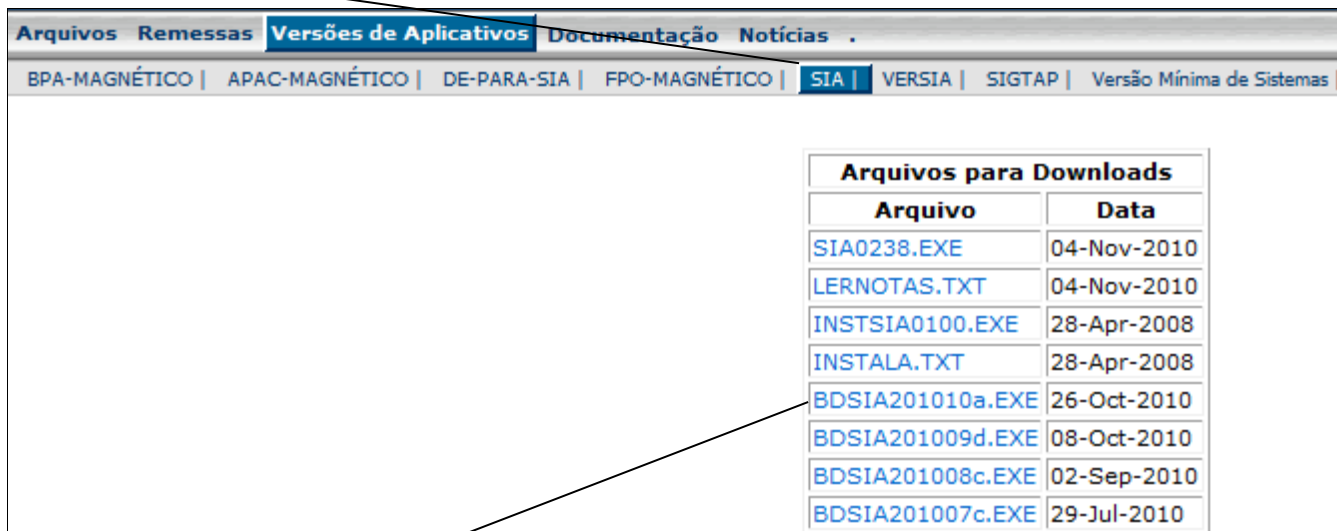 Arquivos Remessas Versões de Aplicativos Documentação Notícias .
BPA-MAGNÉTICO | APAC-MAGNÉTICO | DE-PARA-SIA | FPO-MAGNÉTICO | SIA | VERSIA | SIGTAP | Versão Mínima de Sistemas |
Arquivos para Downloads
Arquivo Data
SIA0238.EXE 04-Nov-2010
LERNOTAS.TXT 04-Nov-2010
INSTSIA0100.EXE 28-Apr-2008
INSTALA.TXT 28-Apr-2008
BDSIA201010a.EXE 26-Oct-2010
BDSIA201009d.EXE 08-Oct-2010
BDSIA201008c.EXE 02-Sep-2010
BDSIA201007c.EXE 29-Jul-2010